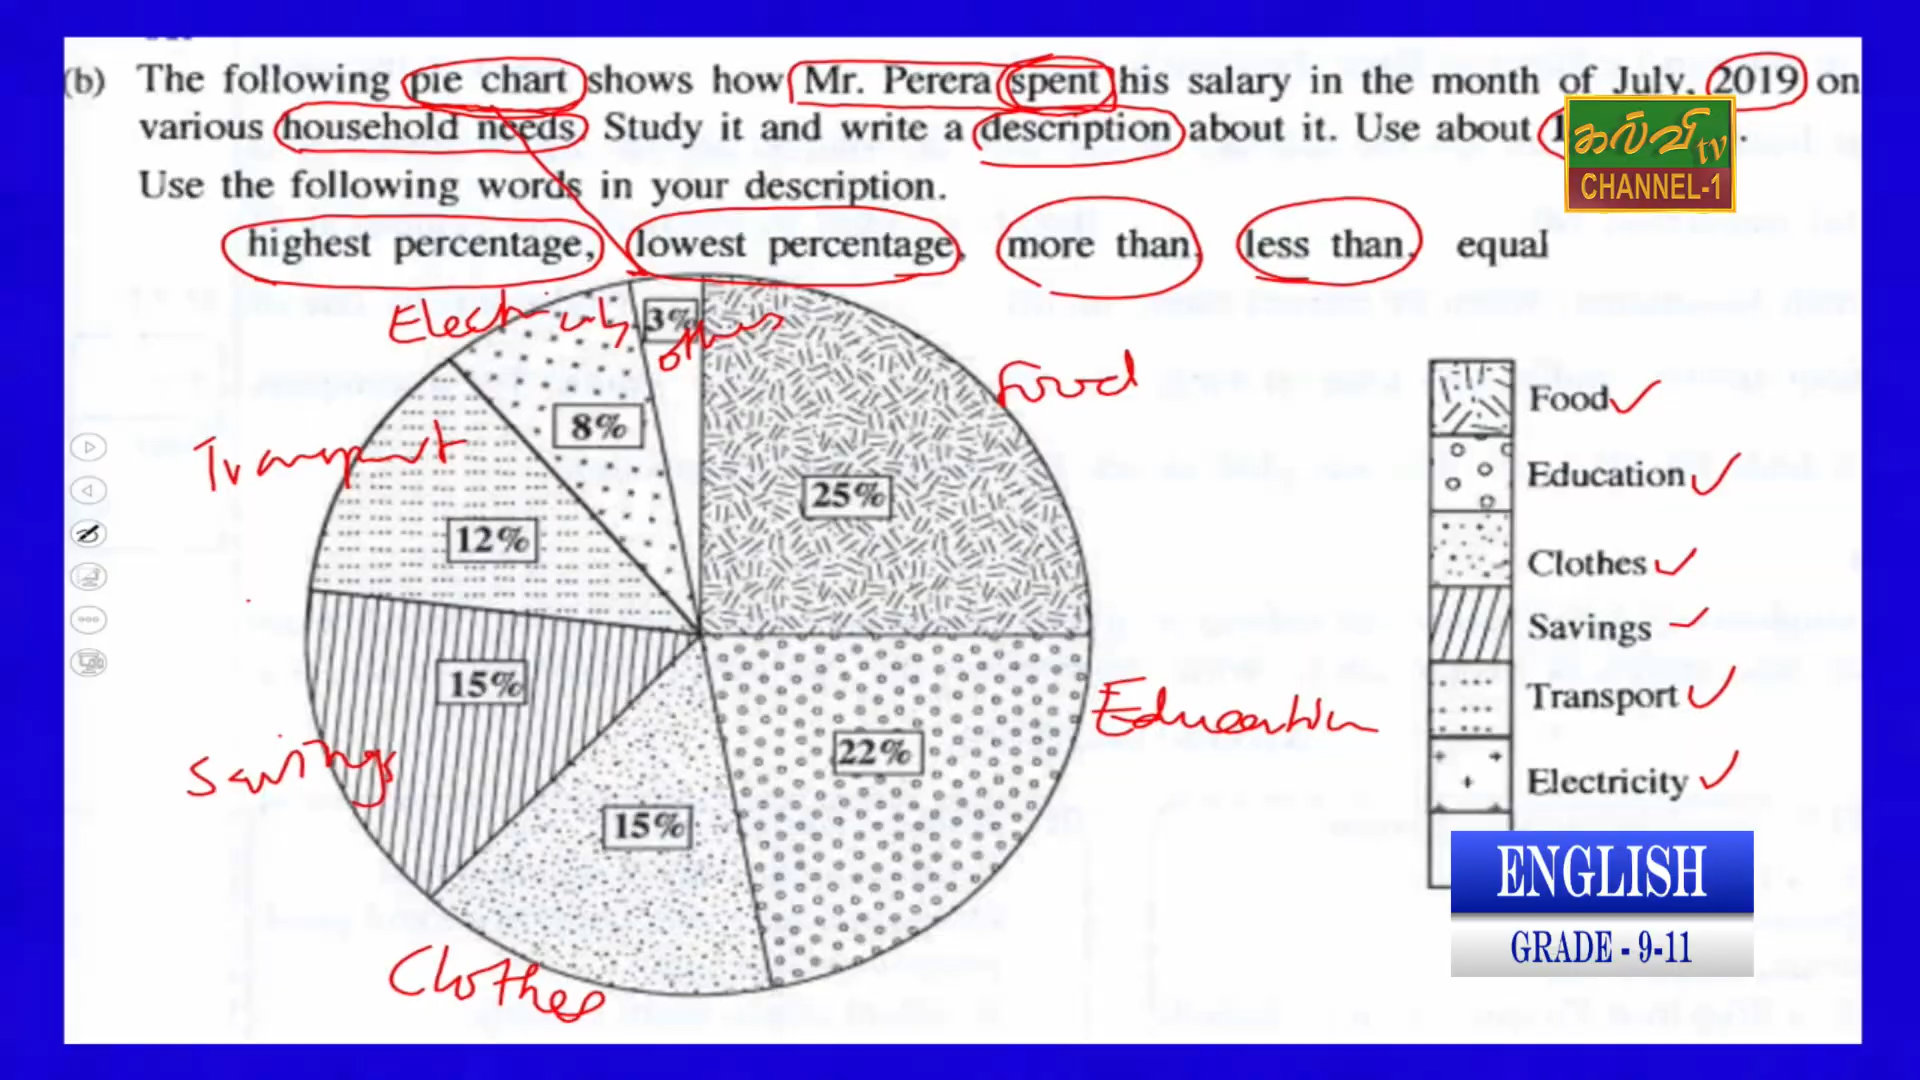 (b) The following pie chart shows how Mr. Perera spent his salary in the month of July, 2019 on
various household needs. Study it and write a description about it. Use about
Use the following words in your description.
highest percentage, lowest percentage, more than, less than, equal
கல்வி tv
CHANNEL-1
Electricity
3%
others
Food
8%
25%
Transport
12%
15%
Savings
22%
Education
15%
Clothes
Food
Education
Clothes
Savings
Transport
Electricity
ENGLISH
GRADE - 9-11